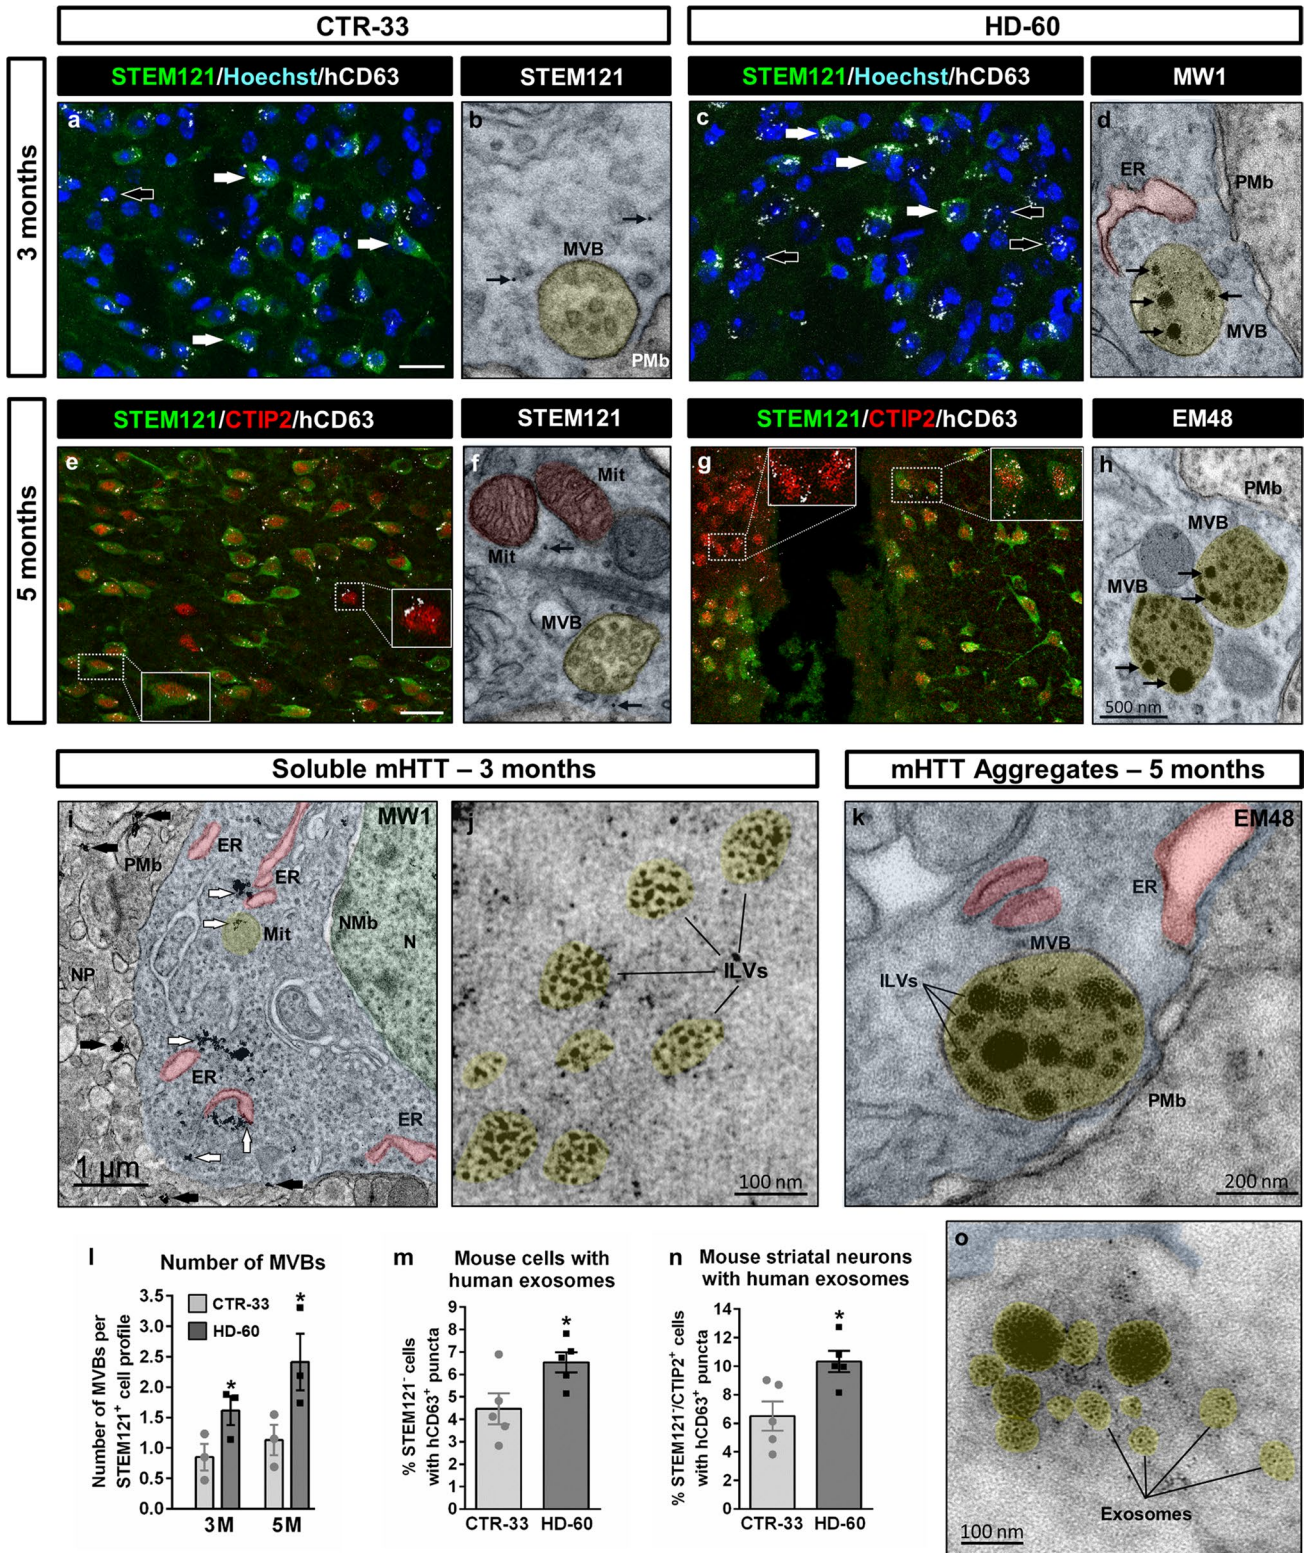 CTR-33
HD-60
3 months
STEM121/Hoechst/hCD63
STEM121
STEM121/Hoechst/hCD63
MW1
a
b
MVB
PMb
c
d
ER
PMb
MVB
5 months
STEM121/CTIP2/hCD63
STEM121
STEM121/CTIP2/hCD63
EM48
e
f
Mit
Mit
MVB
g
h
PMb
MVB
MVB
500 nm
Soluble mHTT – 3 months
mHTT Aggregates – 5 months
i
MW1
PMb
ER
ER
Mit
NMb
N
NP
ER
ER
1 µm
j
ILVs
100 nm
k
EM48
ER
MVB
ILVs
PMb
200 nm
l
Number of MVBs
Number of MVBs per
STEM121+ cell profile
3.5
3.0
2.5
2.0
1.5
1.0
0.5
0.0
CTR-33
HD-60
*
*
3M
5M
m
Mouse cells with
human exosomes
% STEM121- cells
with hCD63+ puncta
9
8
7
6
5
4
3
2
1
0
*
CTR-33
HD-60
n
Mouse striatal neurons
with human exosomes
% STEM121-/CTIP2+ cells
with hCD63+ puncta
14
12
10
8
6
4
2
0
*
CTR-33
HD-60
o
Exosomes
100 nm